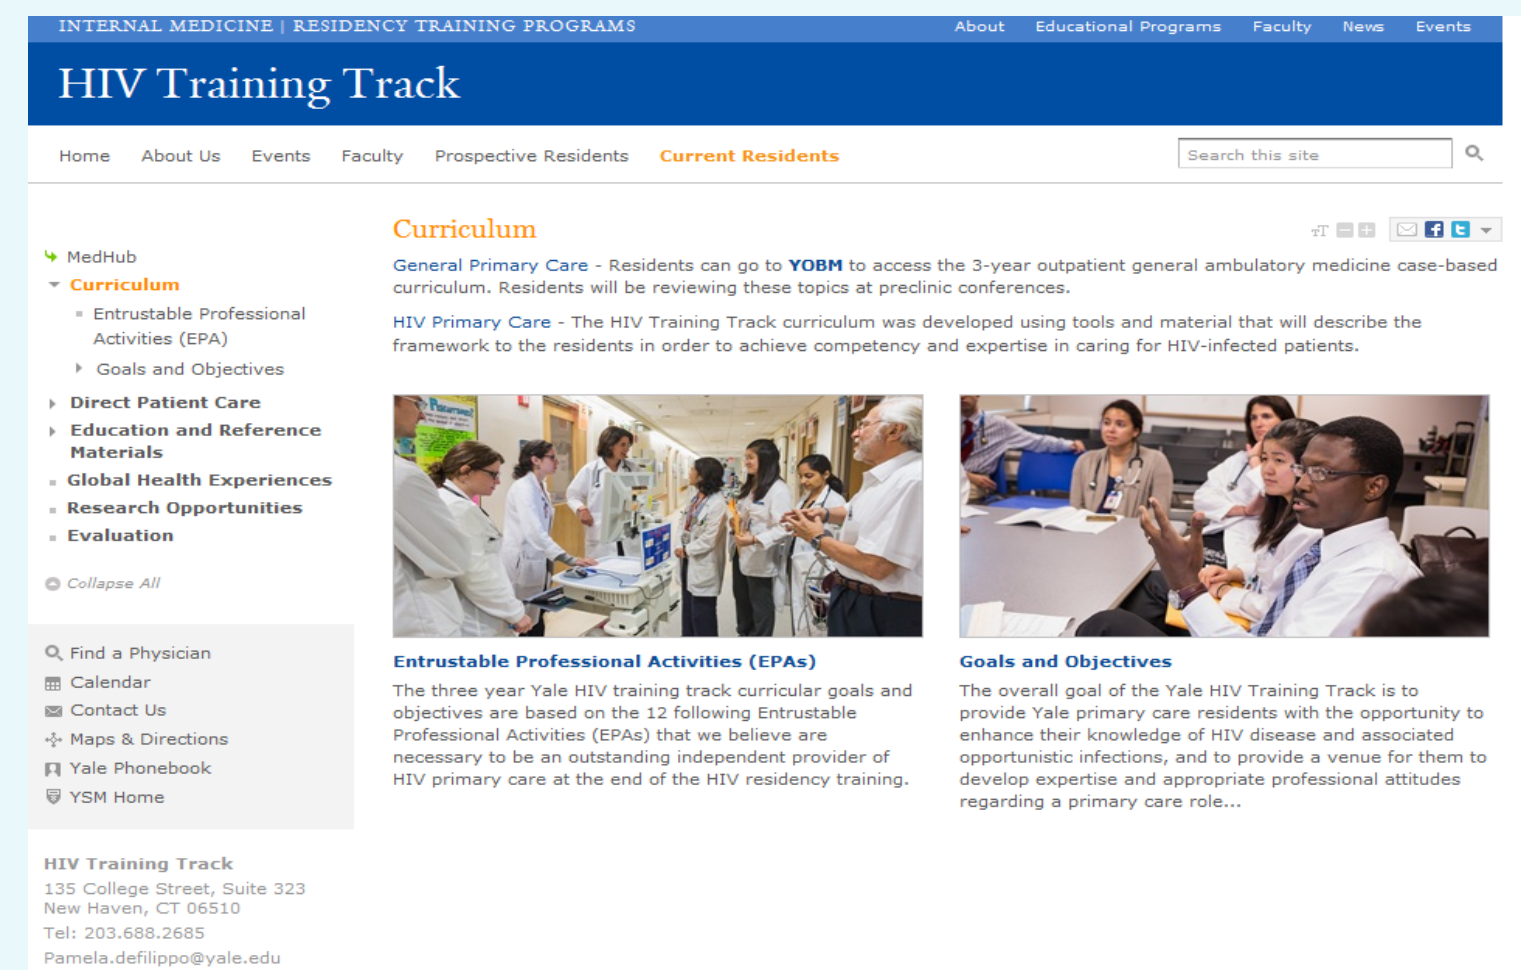 INTERNAL MEDICINE | RESIDENCY TRAINING PROGRAMS
About Educational Programs Faculty News Events
HIV Training Track
Home About Us Events Faculty Prospective Residents Current Residents
Search this site
MedHub
Curriculum
Entrustable Professional
Activities (EPA)
Goals and Objectives
Direct Patient Care
Education and Reference
Materials
Global Health Experiences
Research Opportunities
Evaluation
Collapse All
Find a Physician
Calendar
Contact Us
Maps & Directions
Yale Phonebook
YSM Home
HIV Training Track
135 College Street, Suite 323
New Haven, CT 06510
Tel: 203.688.2685
Pamela.defilippo@yale.edu
Curriculum
TT
General Primary Care - Residents can go to YOBM to access the 3-year outpatient general ambulatory medicine case-based
curriculum. Residents will be reviewing these topics at preclinic conferences.
HIV Primary Care - The HIV Training Track curriculum was developed using tools and material that will describe the
framework to the residents in order to achieve competency and expertise in caring for HIV-infected patients.
Entrustable Professional Activities (EPAs)
The three year Yale HIV training track curricular goals and
objectives are based on the 12 following Entrustable
Professional Activities (EPAs) that we believe are
necessary to be an outstanding independent provider of
HIV primary care at the end of the HIV residency training.
Goals and Objectives
The overall goal of the Yale HIV Training Track is to
provide Yale primary care residents with the opportunity to
enhance their knowledge of HIV disease and associated
opportunistic infections, and to provide a venue for them to
develop expertise and appropriate professional attitudes
regarding a primary care role...